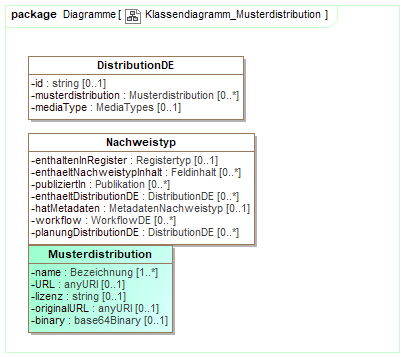 package Diagramme [ Klassendiagramm_Musterdistribution ]
DistributionDE
-id : string [0..1]
-musterdistribution : Musterdistribution [0..*]
-mediaType : MediaTypes [0..1]
Nachweistyp
-enthaltenInRegister : Registertyp [0..1]
-enthaeltNachweistypInhalt : Feldinhalt [0..*]
-publiziertIn : Publikation [0..*]
-enthaeltDistributionDE : DistributionDE [0..*]
-hatMetadaten : MetadatenNachweistyp [0..1]
-workflow : WorkflowDE [0..*]
-planungDistributionDE : DistributionDE [0..*]
Musterdistribution
-name : Bezeichnung [1..*]
-URL : anyURI [0..1]
-lizenz : string [0..1]
-originalURL : anyURI [0..1]
-binary : base64Binary [0..1]